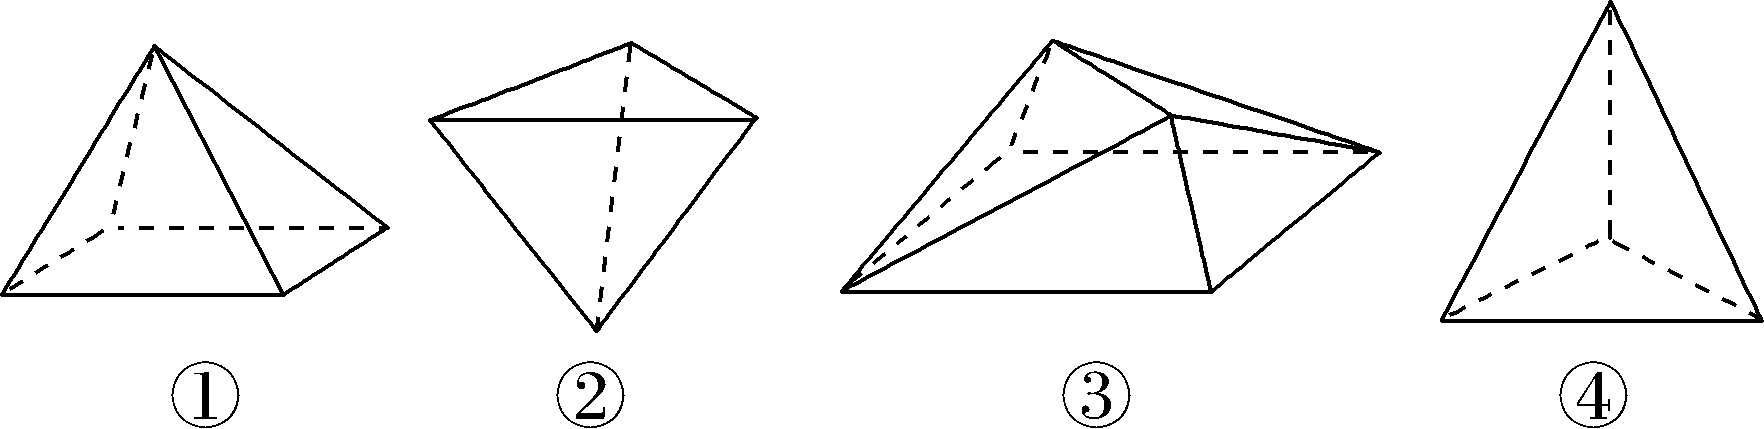 ① ② ③ ④